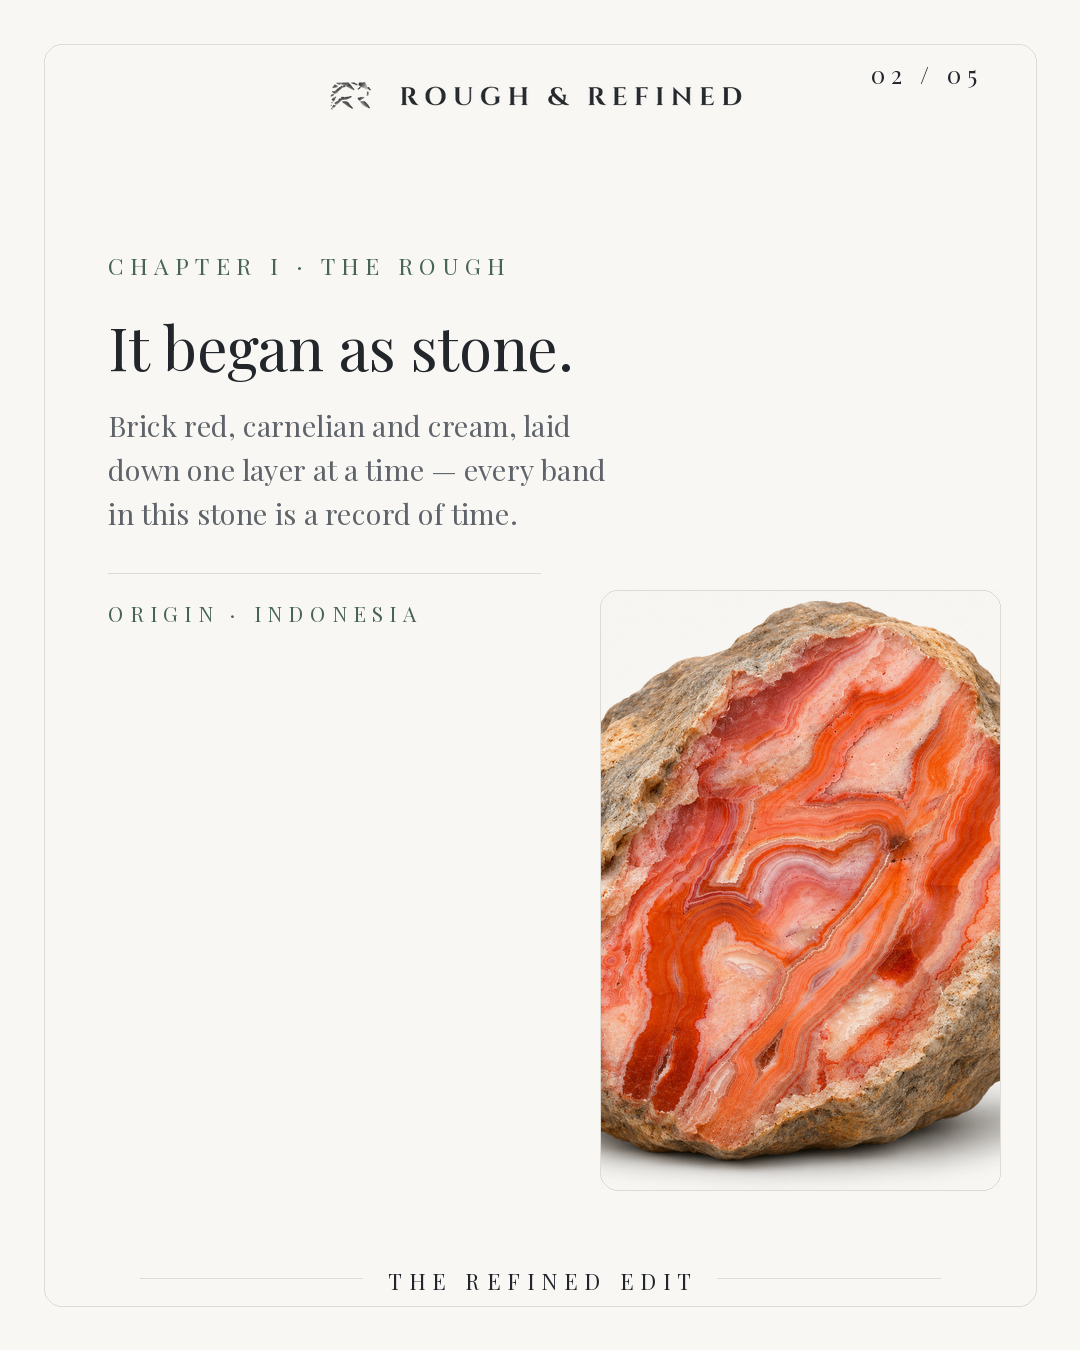 ROUGH & REFINED
02 / 05
CHAPTER I · THE ROUGH
It began as stone.
Brick red, carnelian and cream, laid
down one layer at a time — every band
in this stone is a record of time.
ORIGIN · INDONESIA
THE REFINED EDIT